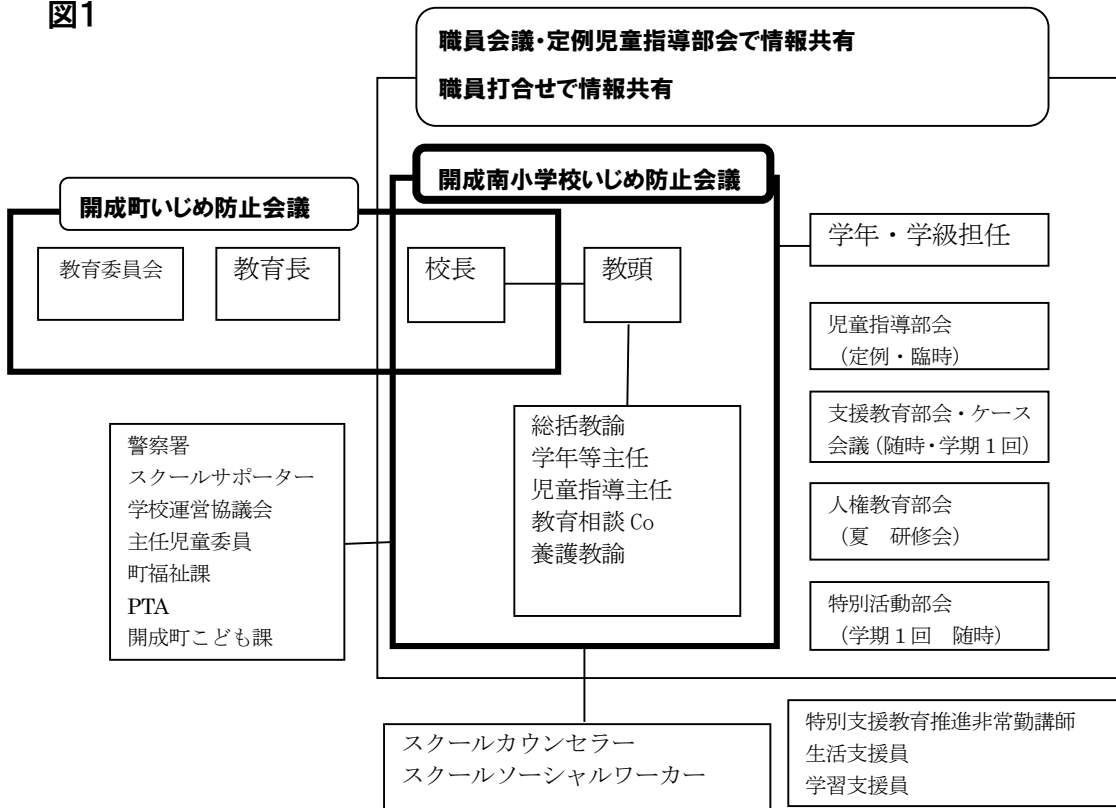 図1
職員会議・定例児童指導部会で情報共有
職員打合せで情報共有
開成南小学校いじめ防止会議
開成町いじめ防止会議
教育委員会
教育長
校長
教頭
学年・学級担任
児童指導部会
（定例・臨時）
支援教育部会・ケース
会議（随時・学期１回）
人権教育部会
（夏　研修会）
特別活動部会
（学期１回　随時）
総括教諭
学年等主任
児童指導主任
教育相談 Co
養護教諭
警察署
スクールサポーター
学校運営協議会
主任児童委員
町福祉課
PTA
開成町こども課
スクールカウンセラー
スクールソーシャルワーカー
特別支援教育推進非常勤講師
生活支援員
学習支援員